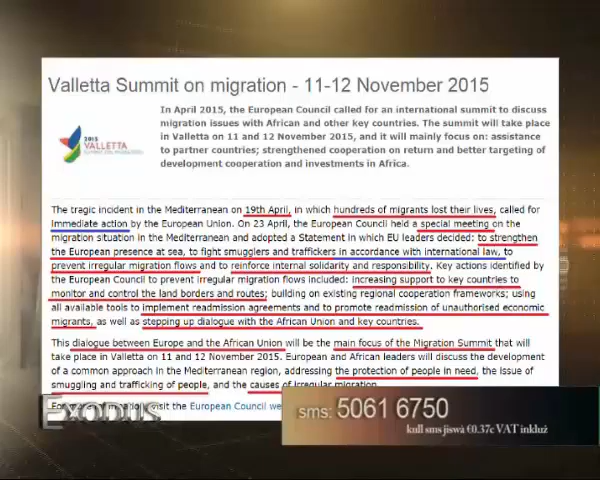 Valletta Summit on migration - 11-12 November 2015
In April 2015, the European Council called for an international summit to discuss
migration issues with African and other key countries. The summit will take place
in Valletta on 11 and 12 November 2015, and it will mainly focus on: assistance
to partner countries; strengthened cooperation on return and better targeting of
development cooperation and investments in Africa.
2015
VALLETTA
SUMMIT ON MIGRATION
The tragic incident in the Mediterranean on 19th April, in which hundreds of migrants lost their lives, called for
immediate action by the European Union. On 23 April, the European Council held a special meeting on the
migration situation in the Mediterranean and adopted a Statement in which EU leaders decided: to strengthen
the European presence at sea, to fight smugglers and traffickers in accordance with international law, to
prevent irregular migration flows and to reinforce internal solidarity and responsibility. Key actions identified
by the European Council to prevent irregular migration flows included: increasing support to key countries to
monitor and control the land borders and routes; building on existing regional cooperation frameworks; using
all available tools to implement readmission agreements and to promote readmission of unauthorised economic
migrants, as well as stepping up dialogue with the African Union and key countries.
This dialogue between Europe and the African Union will be the main focus of the Migration Summit that will
take place in Valletta on 11 and 12 November 2015. European and African leaders will discuss the development
of a common approach in the Mediterranean region, addressing the protection of people in need, the issue of
smuggling and trafficking of people, and the causes of irregular migration.
visit the European Council we
Exodus
sms: 5061 6750
kull sms jiswa €0.37c VAT inkluż